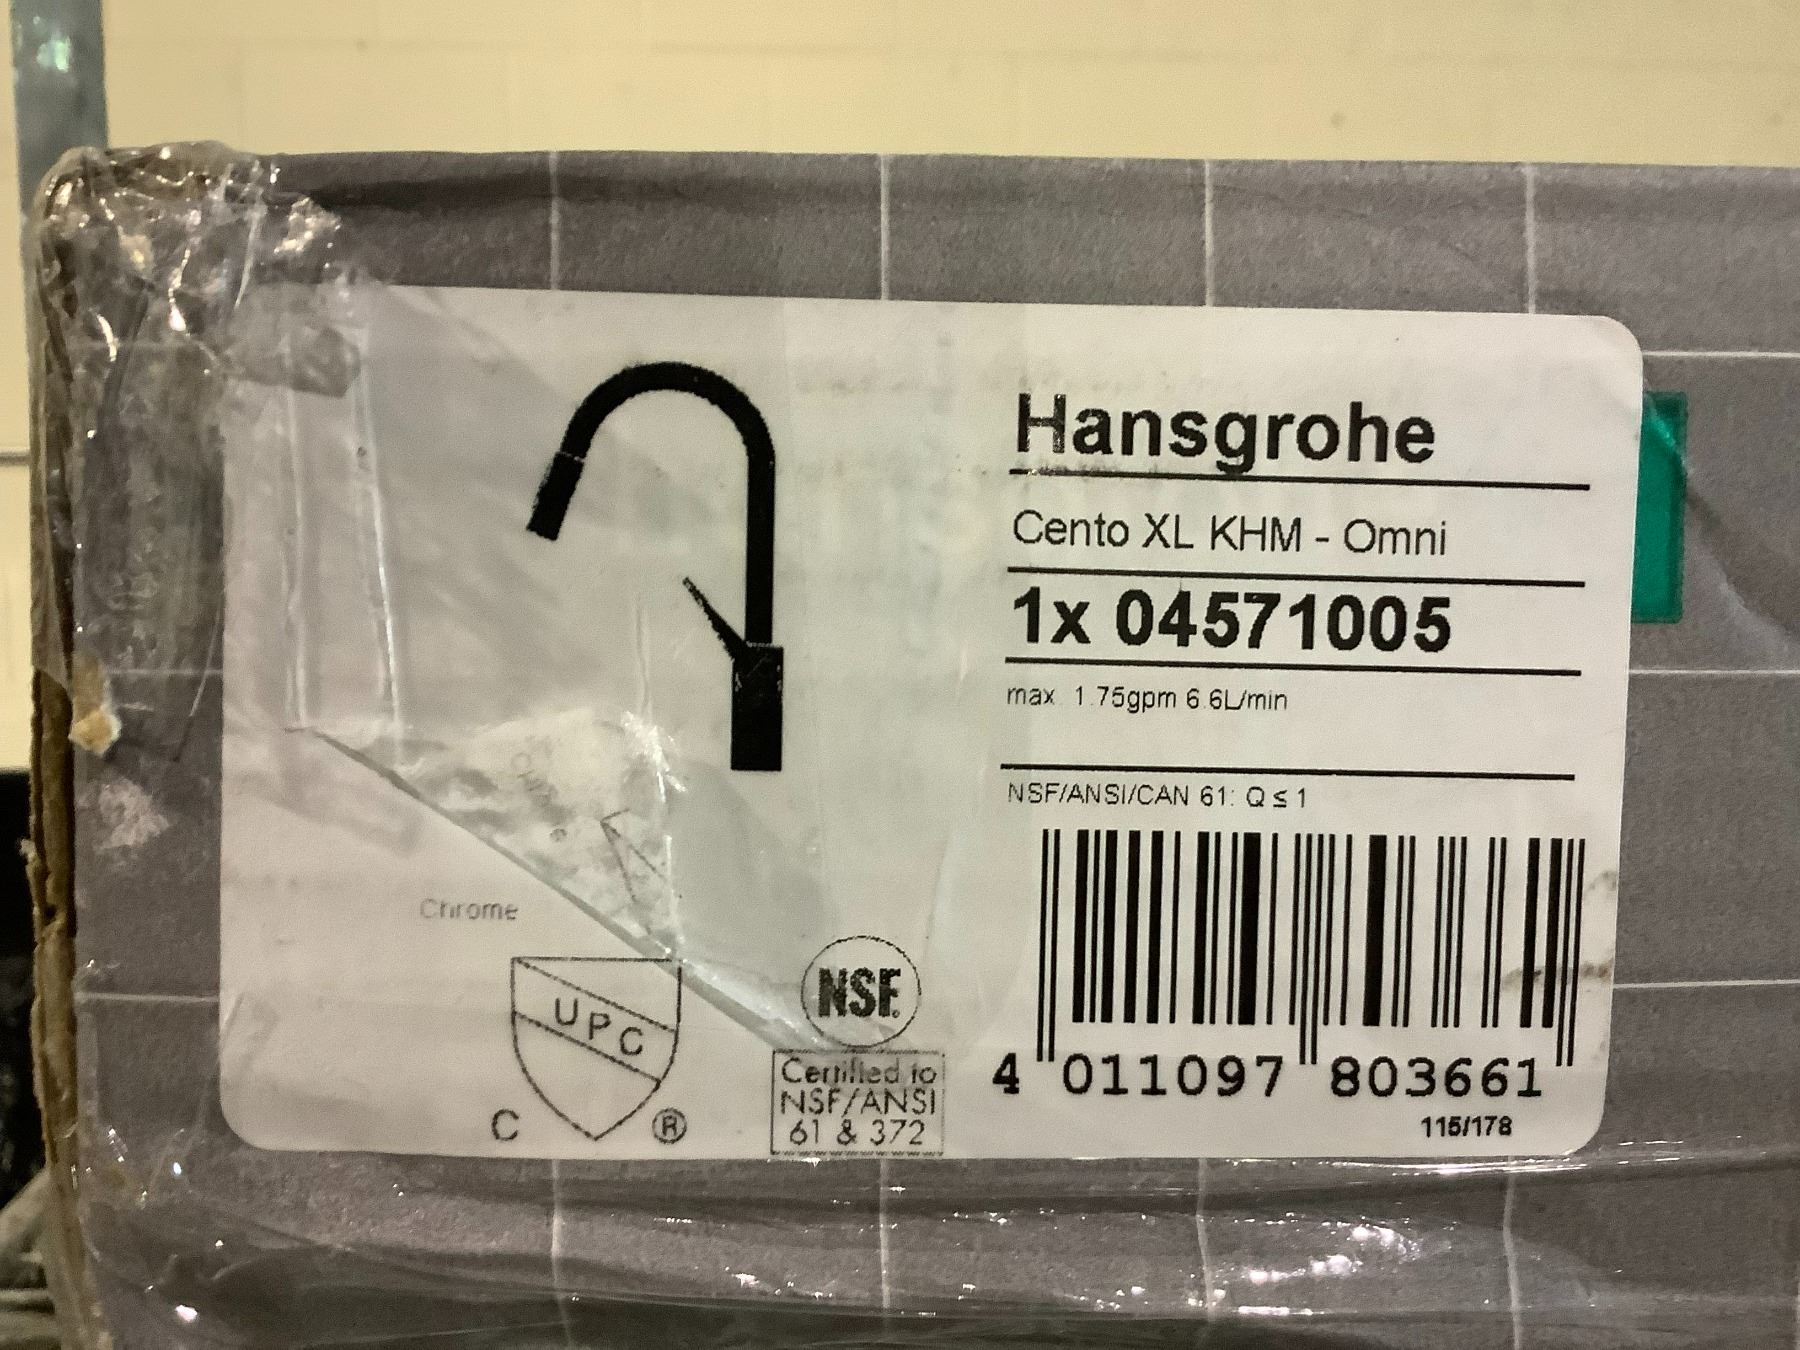 Hansgrohe
Cento XL KHM - Omni
1x 04571005
max 1.75gpm 6.6L/min
NSF/ANSI/CAN 61: Q ≤ 1
Chrome
UPC
C ®
NSF.
Certified to
NSF/ANSI
61 & 372
4 011097 803661
115/178